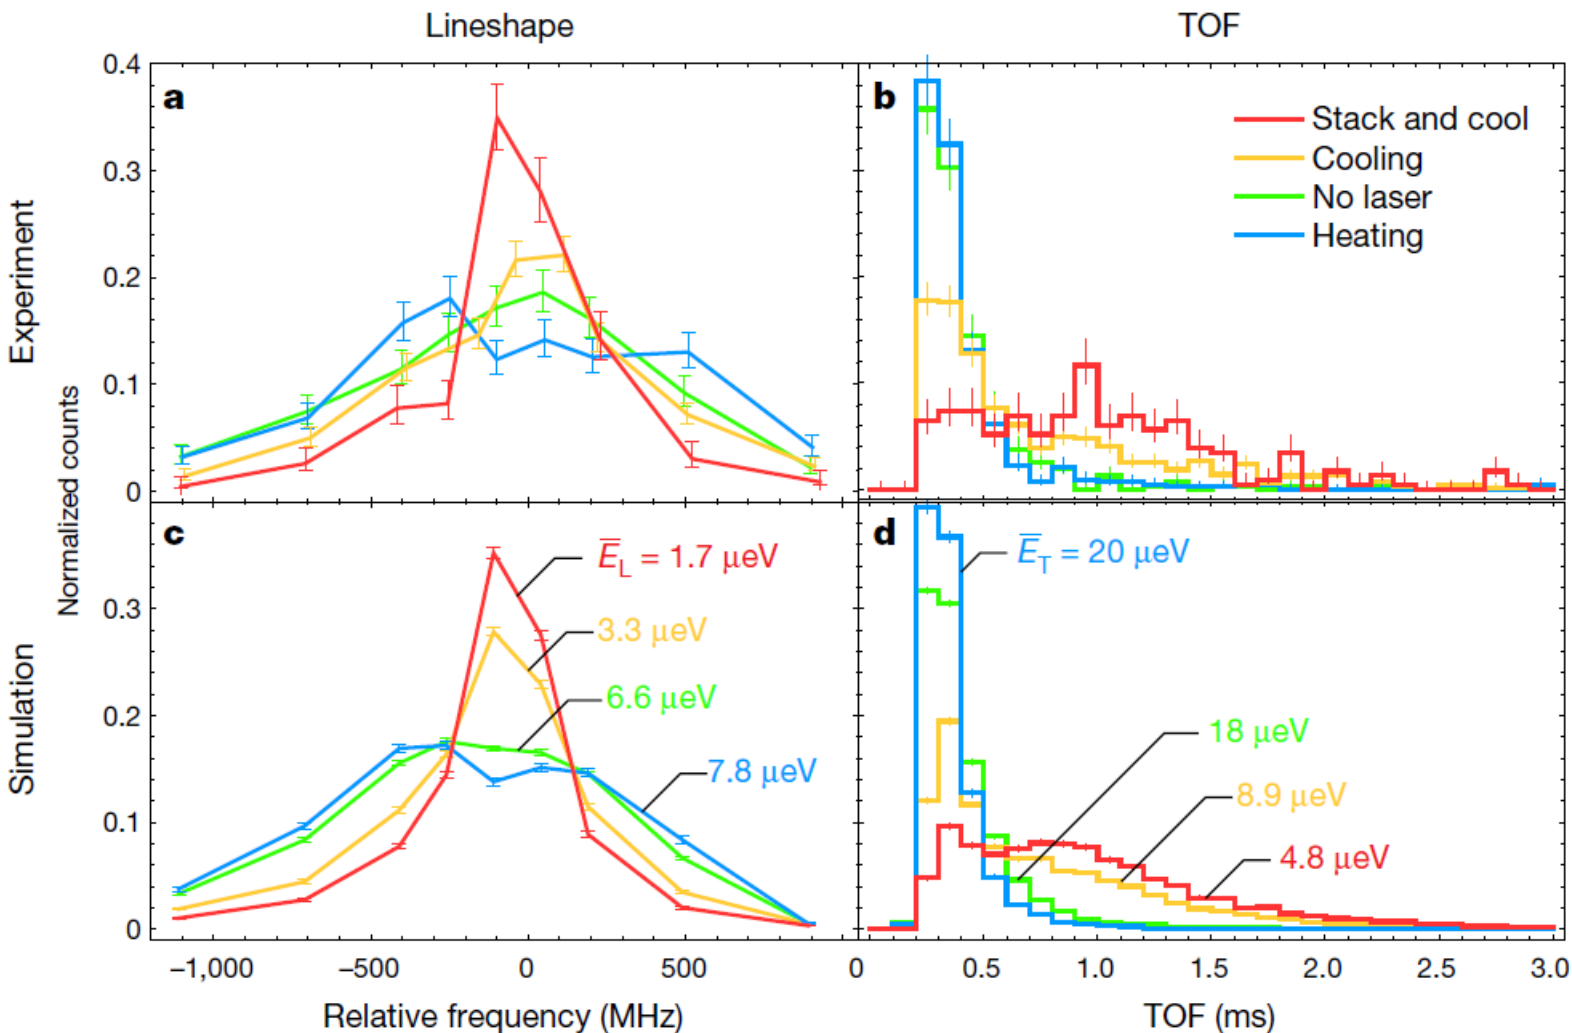 Lineshape
TOF
Experiment
Simulation
Normalized counts
a
0.4
0.3
0.2
0.1
0
b
Stack and cool
Cooling
No laser
Heating
c
0.3
0.2
0.1
0
E̅L = 1.7 μeV
3.3 μeV
6.6 μeV
7.8 μeV
d
E̅T = 20 μeV
18 μeV
8.9 μeV
4.8 μeV
−1,000 −500 0 500
0 0.5 1.0 1.5 2.0 2.5 3.0
Relative frequency (MHz)
TOF (ms)